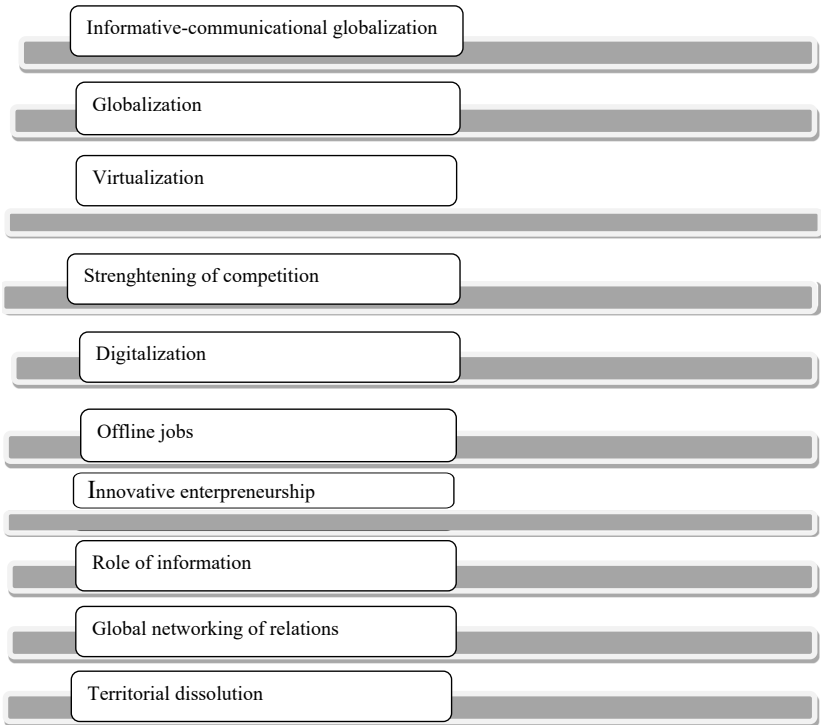 Informative-communicational globalization
Globalization
Virtualization
Strenghtening of competition
Digitalization
Offline jobs
Innovative enterpreneurship
Role of information
Global networking of relations
Territorial dissolution